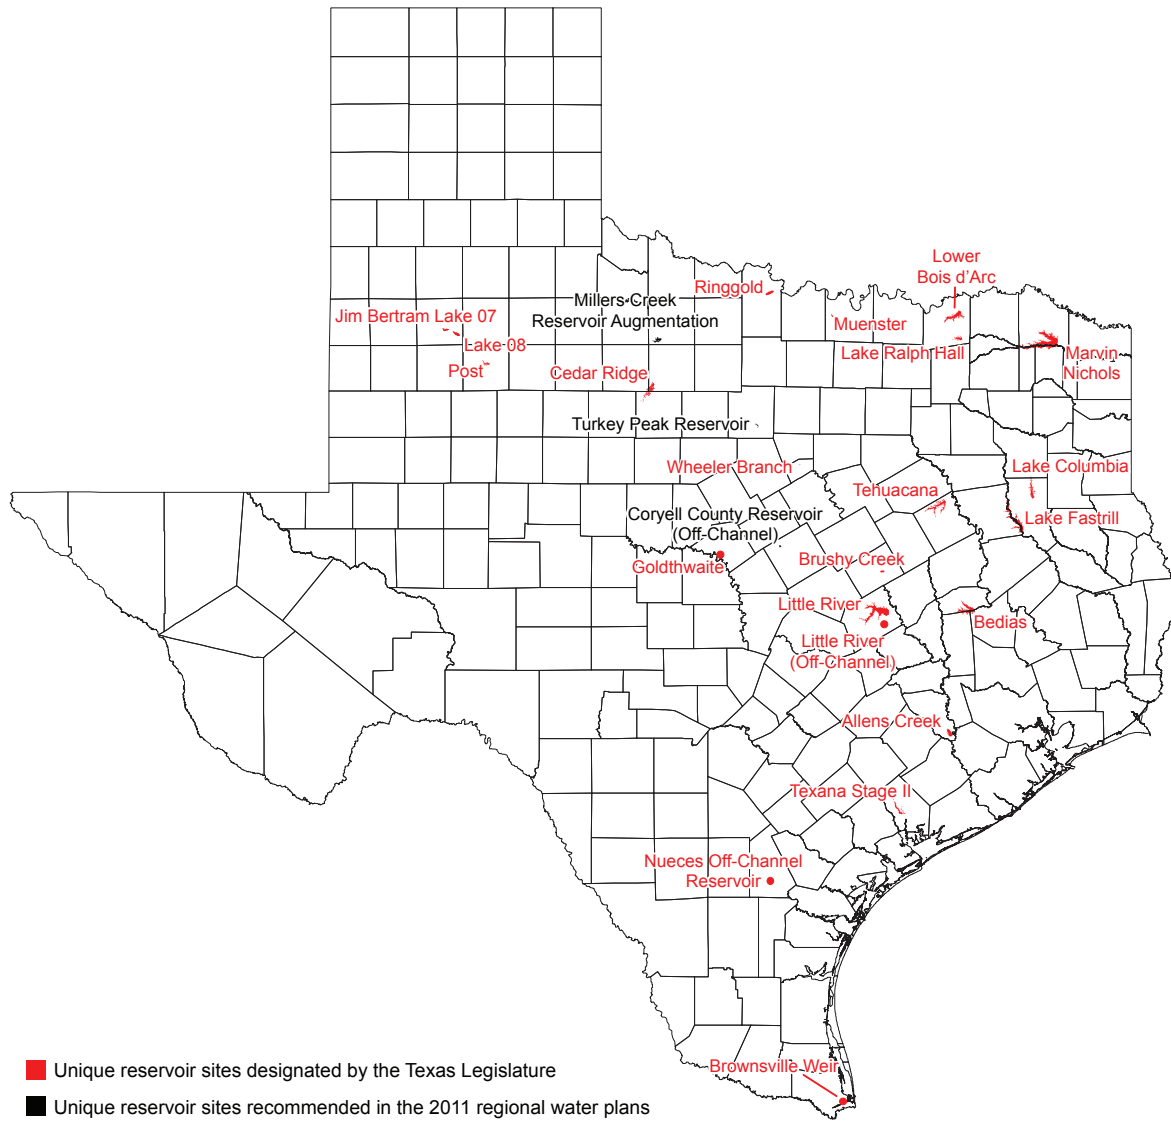 Lower
Bois d'Arc
Ringgold
Millers Creek
Reservoir Augmentation
Jim Bertram Lake 07
Muenster
Lake 08
Lake Ralph Hall
Marvin
Nichols
Post
Cedar Ridge
Turkey Peak Reservoir
Wheeler Branch
Lake Columbia
Tehuacana
Coryell County Reservoir
(Off-Channel)
Lake Fastrill
Goldthwaite
Brushy Creek
Little River
Bedias
Little River
(Off-Channel)
Allens Creek
Texana Stage II
Nueces Off-Channel
Reservoir
Brownsville Weir
Unique reservoir sites designated by the Texas Legislature
Unique reservoir sites recommended in the 2011 regional water plans